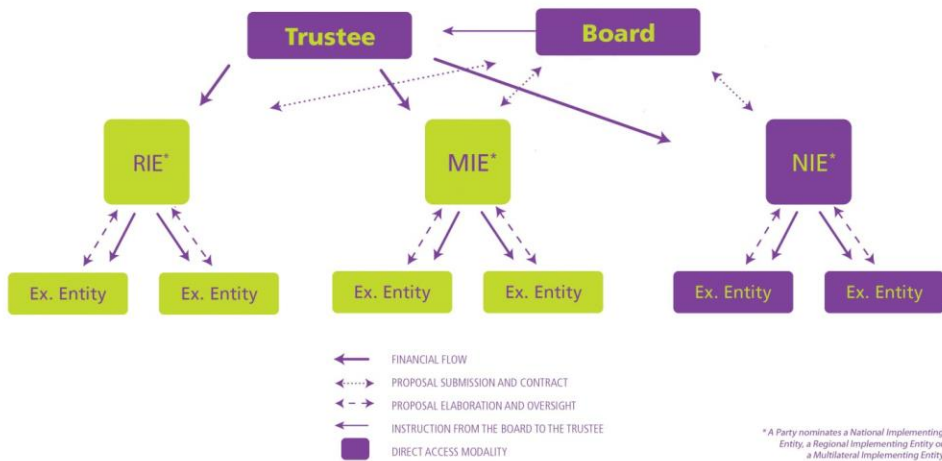 Trustee
Board
RIE*
MIE*
NIE*
Ex. Entity
Ex. Entity
Ex. Entity
Ex. Entity
Ex. Entity
Ex. Entity
FINANCIAL FLOW
PROPOSAL SUBMISSION AND CONTRACT
PROPOSAL ELABORATION AND OVERSIGHT
INSTRUCTION FROM THE BOARD TO THE TRUSTEE
DIRECT ACCESS MODALITY
* A Party nominates a National Implementing
Entity, a Regional Implementing Entity or
a Multilateral Implementing Entity